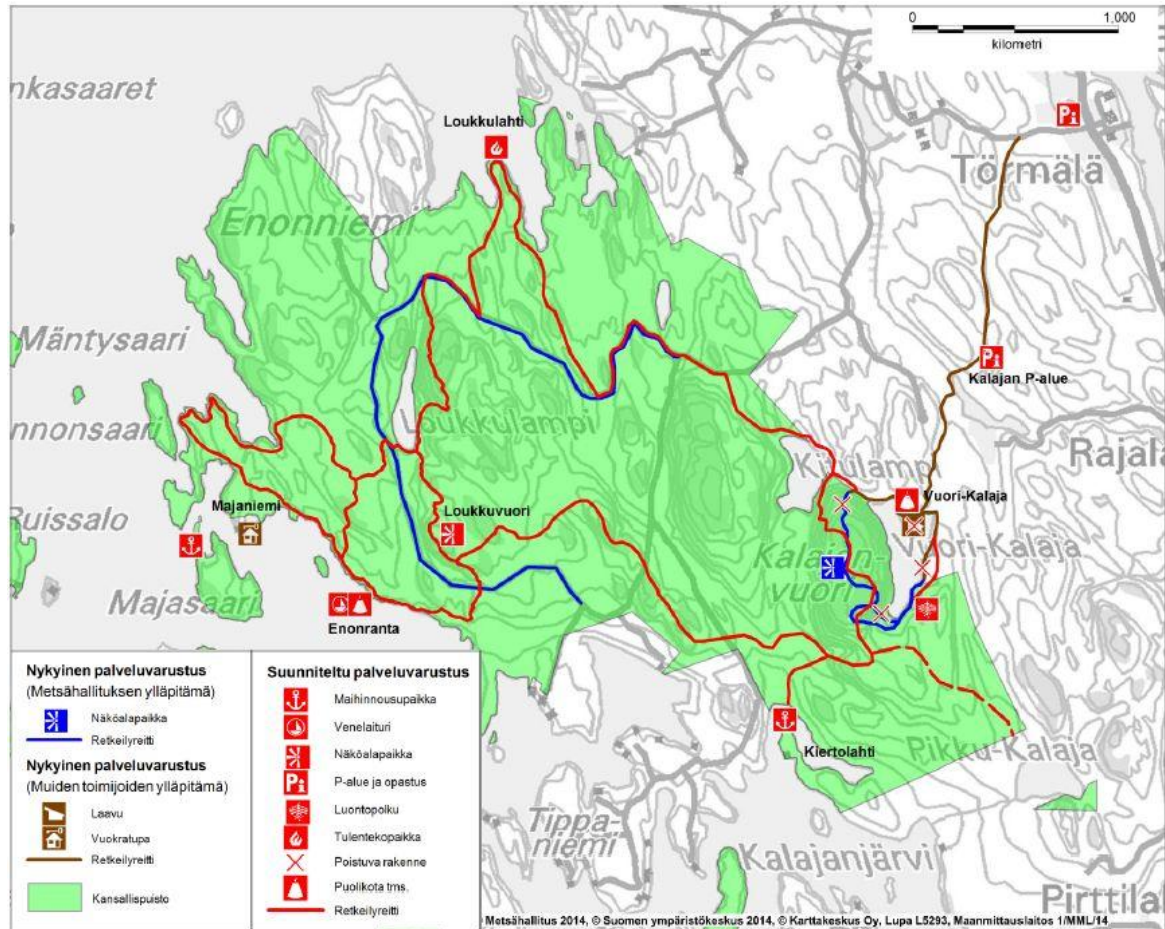 0 1,000
kilometri
nkasaaret
Loukkulahti
Törmälä
Enonniemi
Mäntysaari
Kalajan P-alue
nnonsaari
Loukkulampi
Rajala
Kirjulampi
Vuori-Kalaja
Majaniemi
Loukkuvuori
Ruissalo
Vuori-Kalaja
Kalajan-
vuori
Majasaari
Enonranta
Kiertolahti
Pikku-Kalaja
Tippa-
niemi
Kalajanjärvi
Pirttila
Nykyinen palveluvarustus
(Metsähallituksen ylläpitämä)
Näköalapaikka
Retkeilyreitti
Nykyinen palveluvarustus
(Muiden toimijoiden ylläpitämä)
Laavu
Vuokratupa
Retkeilyreitti
Kansallispuisto
Suunniteltu palveluvarustus
Maihinnousupaikka
Venelaituri
Näköalapaikka
P-alue ja opastus
Luontopolku
Tulentekopaikka
Poistuva rakenne
Puolikota tms.
Retkeilyreitti
Metsähallitus 2014, © Suomen ympäristökeskus 2014, © Karttakeskus Oy, Lupa L5293, Maanmittauslaitos 1/MML/14